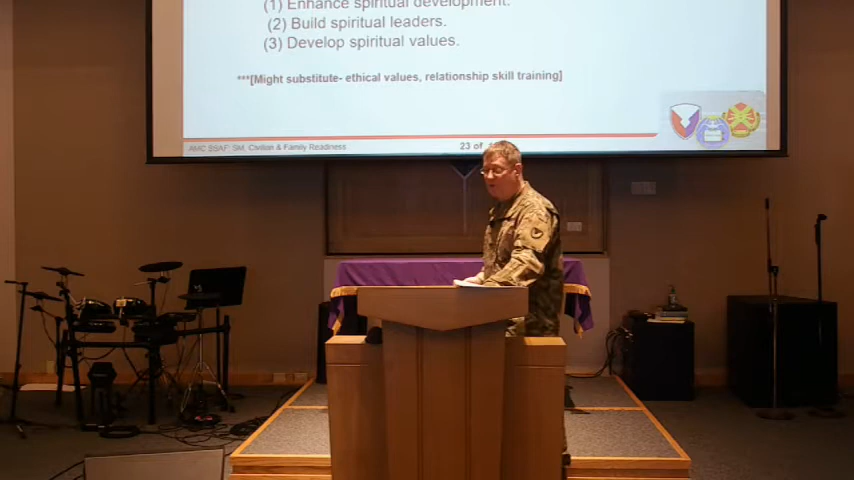 (1) Enhance spiritual development.
(2) Build spiritual leaders.
(3) Develop spiritual values.
***[Might substitute- ethical values, relationship skill training]
AMC SSAF: SM, Civilian & Family Readiness
23 of